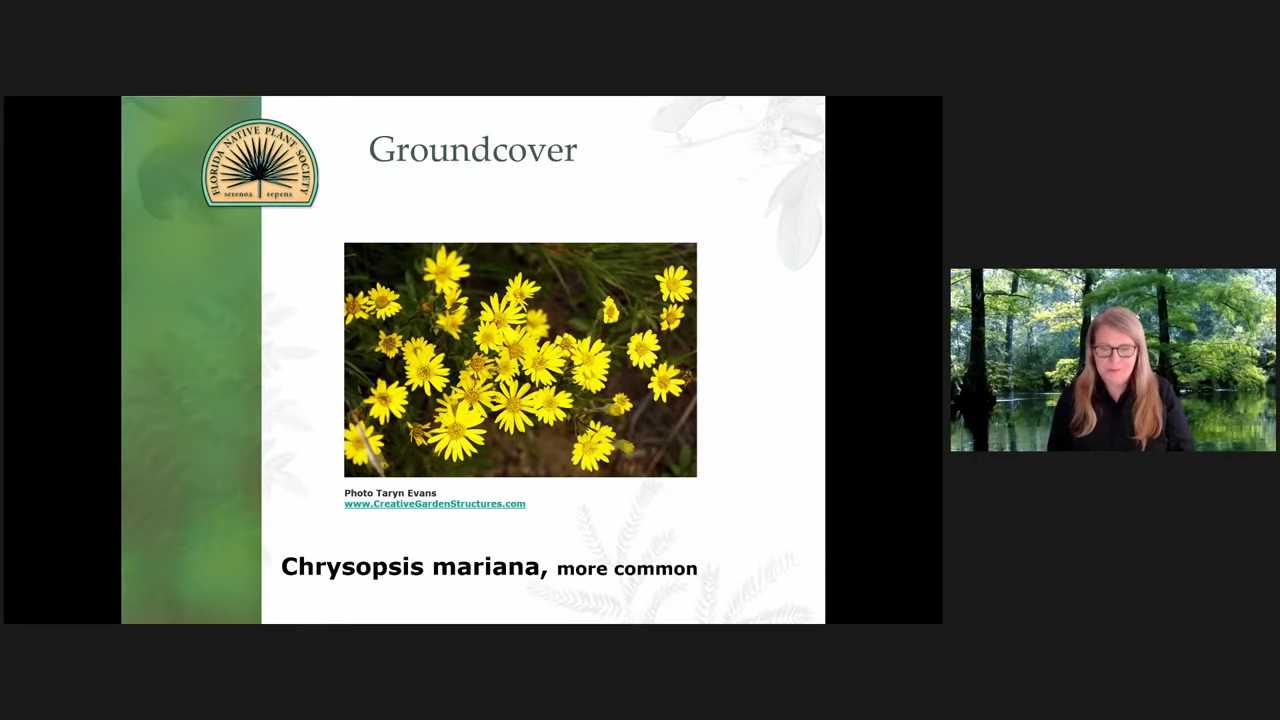 FLORIDA NATIVE PLANT SOCIETY
serenoa repens
Groundcover
Photo Taryn Evans
www.CreativeGardenStructures.com
Chrysopsis mariana, more common